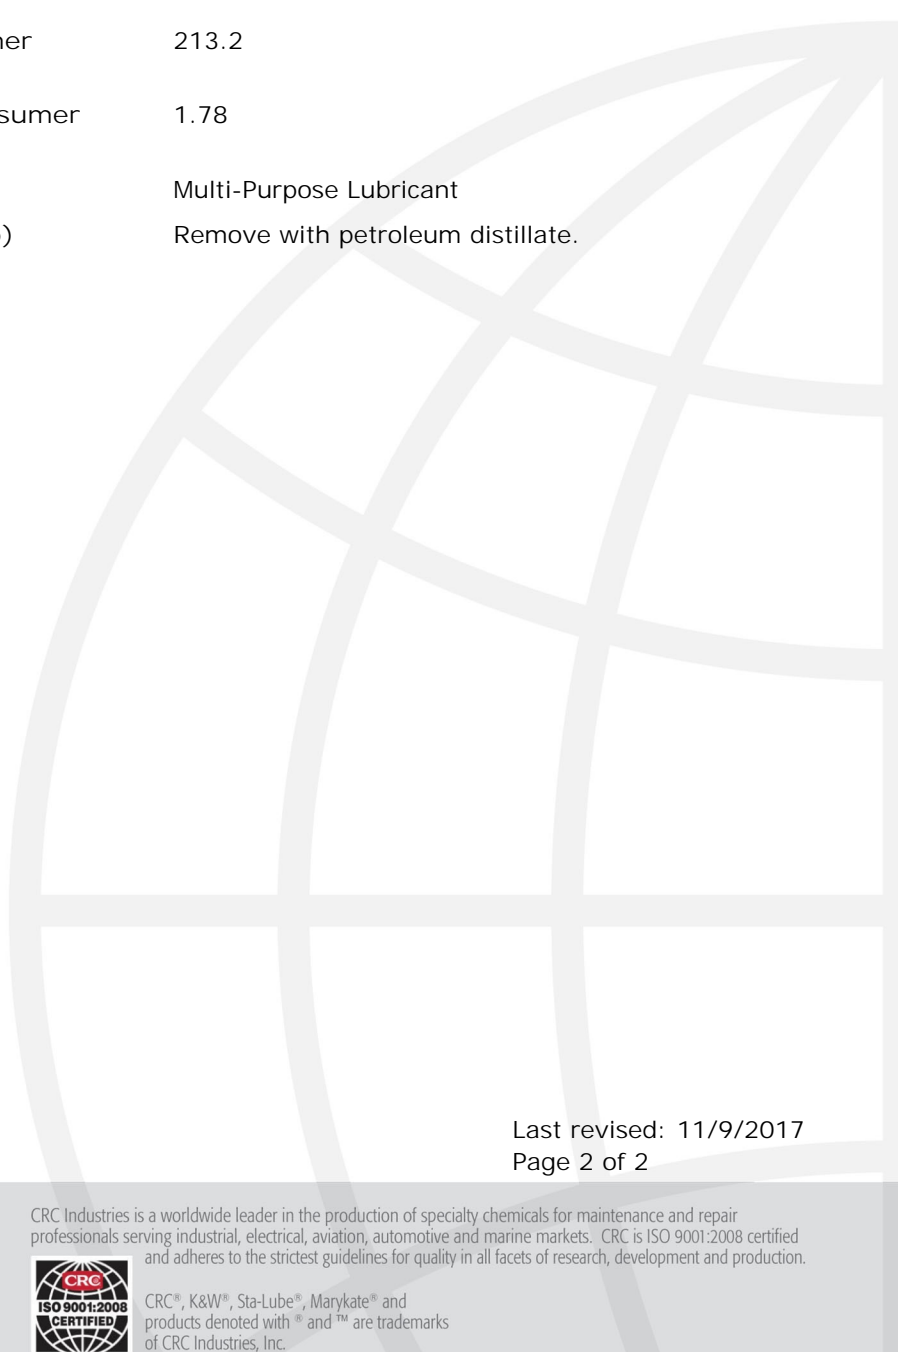 ner 213.2
sumer 1.78
Multi-Purpose Lubricant
) Remove with petroleum distillate.
Last revised: 11/9/2017
Page 2 of 2
CRC Industries is a worldwide leader in the production of specialty chemicals for maintenance and repair
professionals serving industrial, electrical, aviation, automotive and marine markets. CRC is ISO 9001:2008 certified
and adheres to the strictest guidelines for quality in all facets of research, development and production.
CRC
ISO 9001:2008
CERTIFIED
CRC®, K&W®, Sta-Lube®, Marykate® and
products denoted with ® and ™ are trademarks
of CRC Industries, Inc.